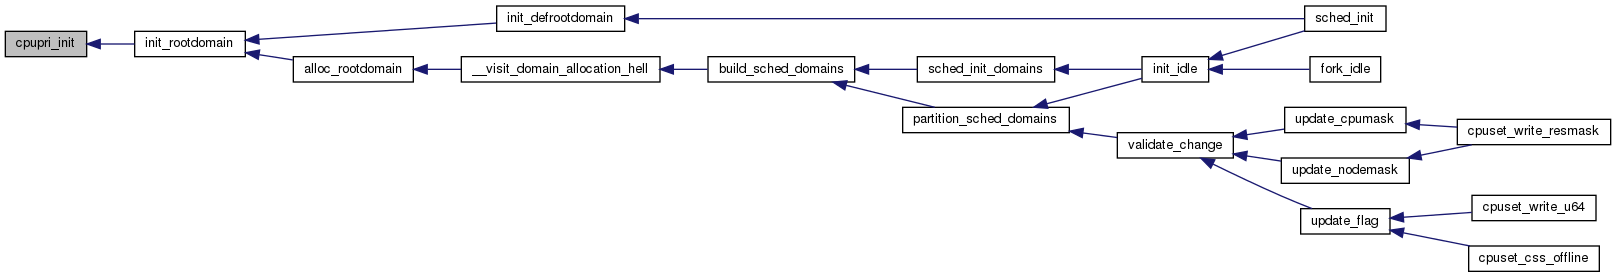 cpupri_init
init_rootdomain
init_defrootdomain
alloc_rootdomain
__visit_domain_allocation_hell
build_sched_domains
sched_init_domains
partition_sched_domains
init_idle
sched_init
fork_idle
validate_change
update_cpumask
update_nodemask
cpuset_write_resmask
update_flag
cpuset_write_u64
cpuset_css_offline